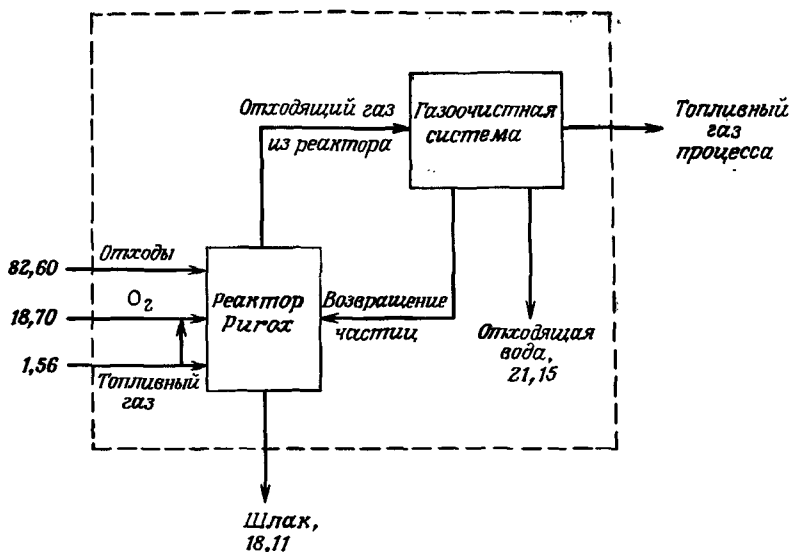 Отходящий газ
из реактора
Газоочистная
система
Топливный
газ
процесса
82,60
Отходы
18,70
O₂
1,56
Топливный
газ
Реактор
Purox
Возвращение
частиц
Отходящая
вода,
21,15
Шлак,
18,11